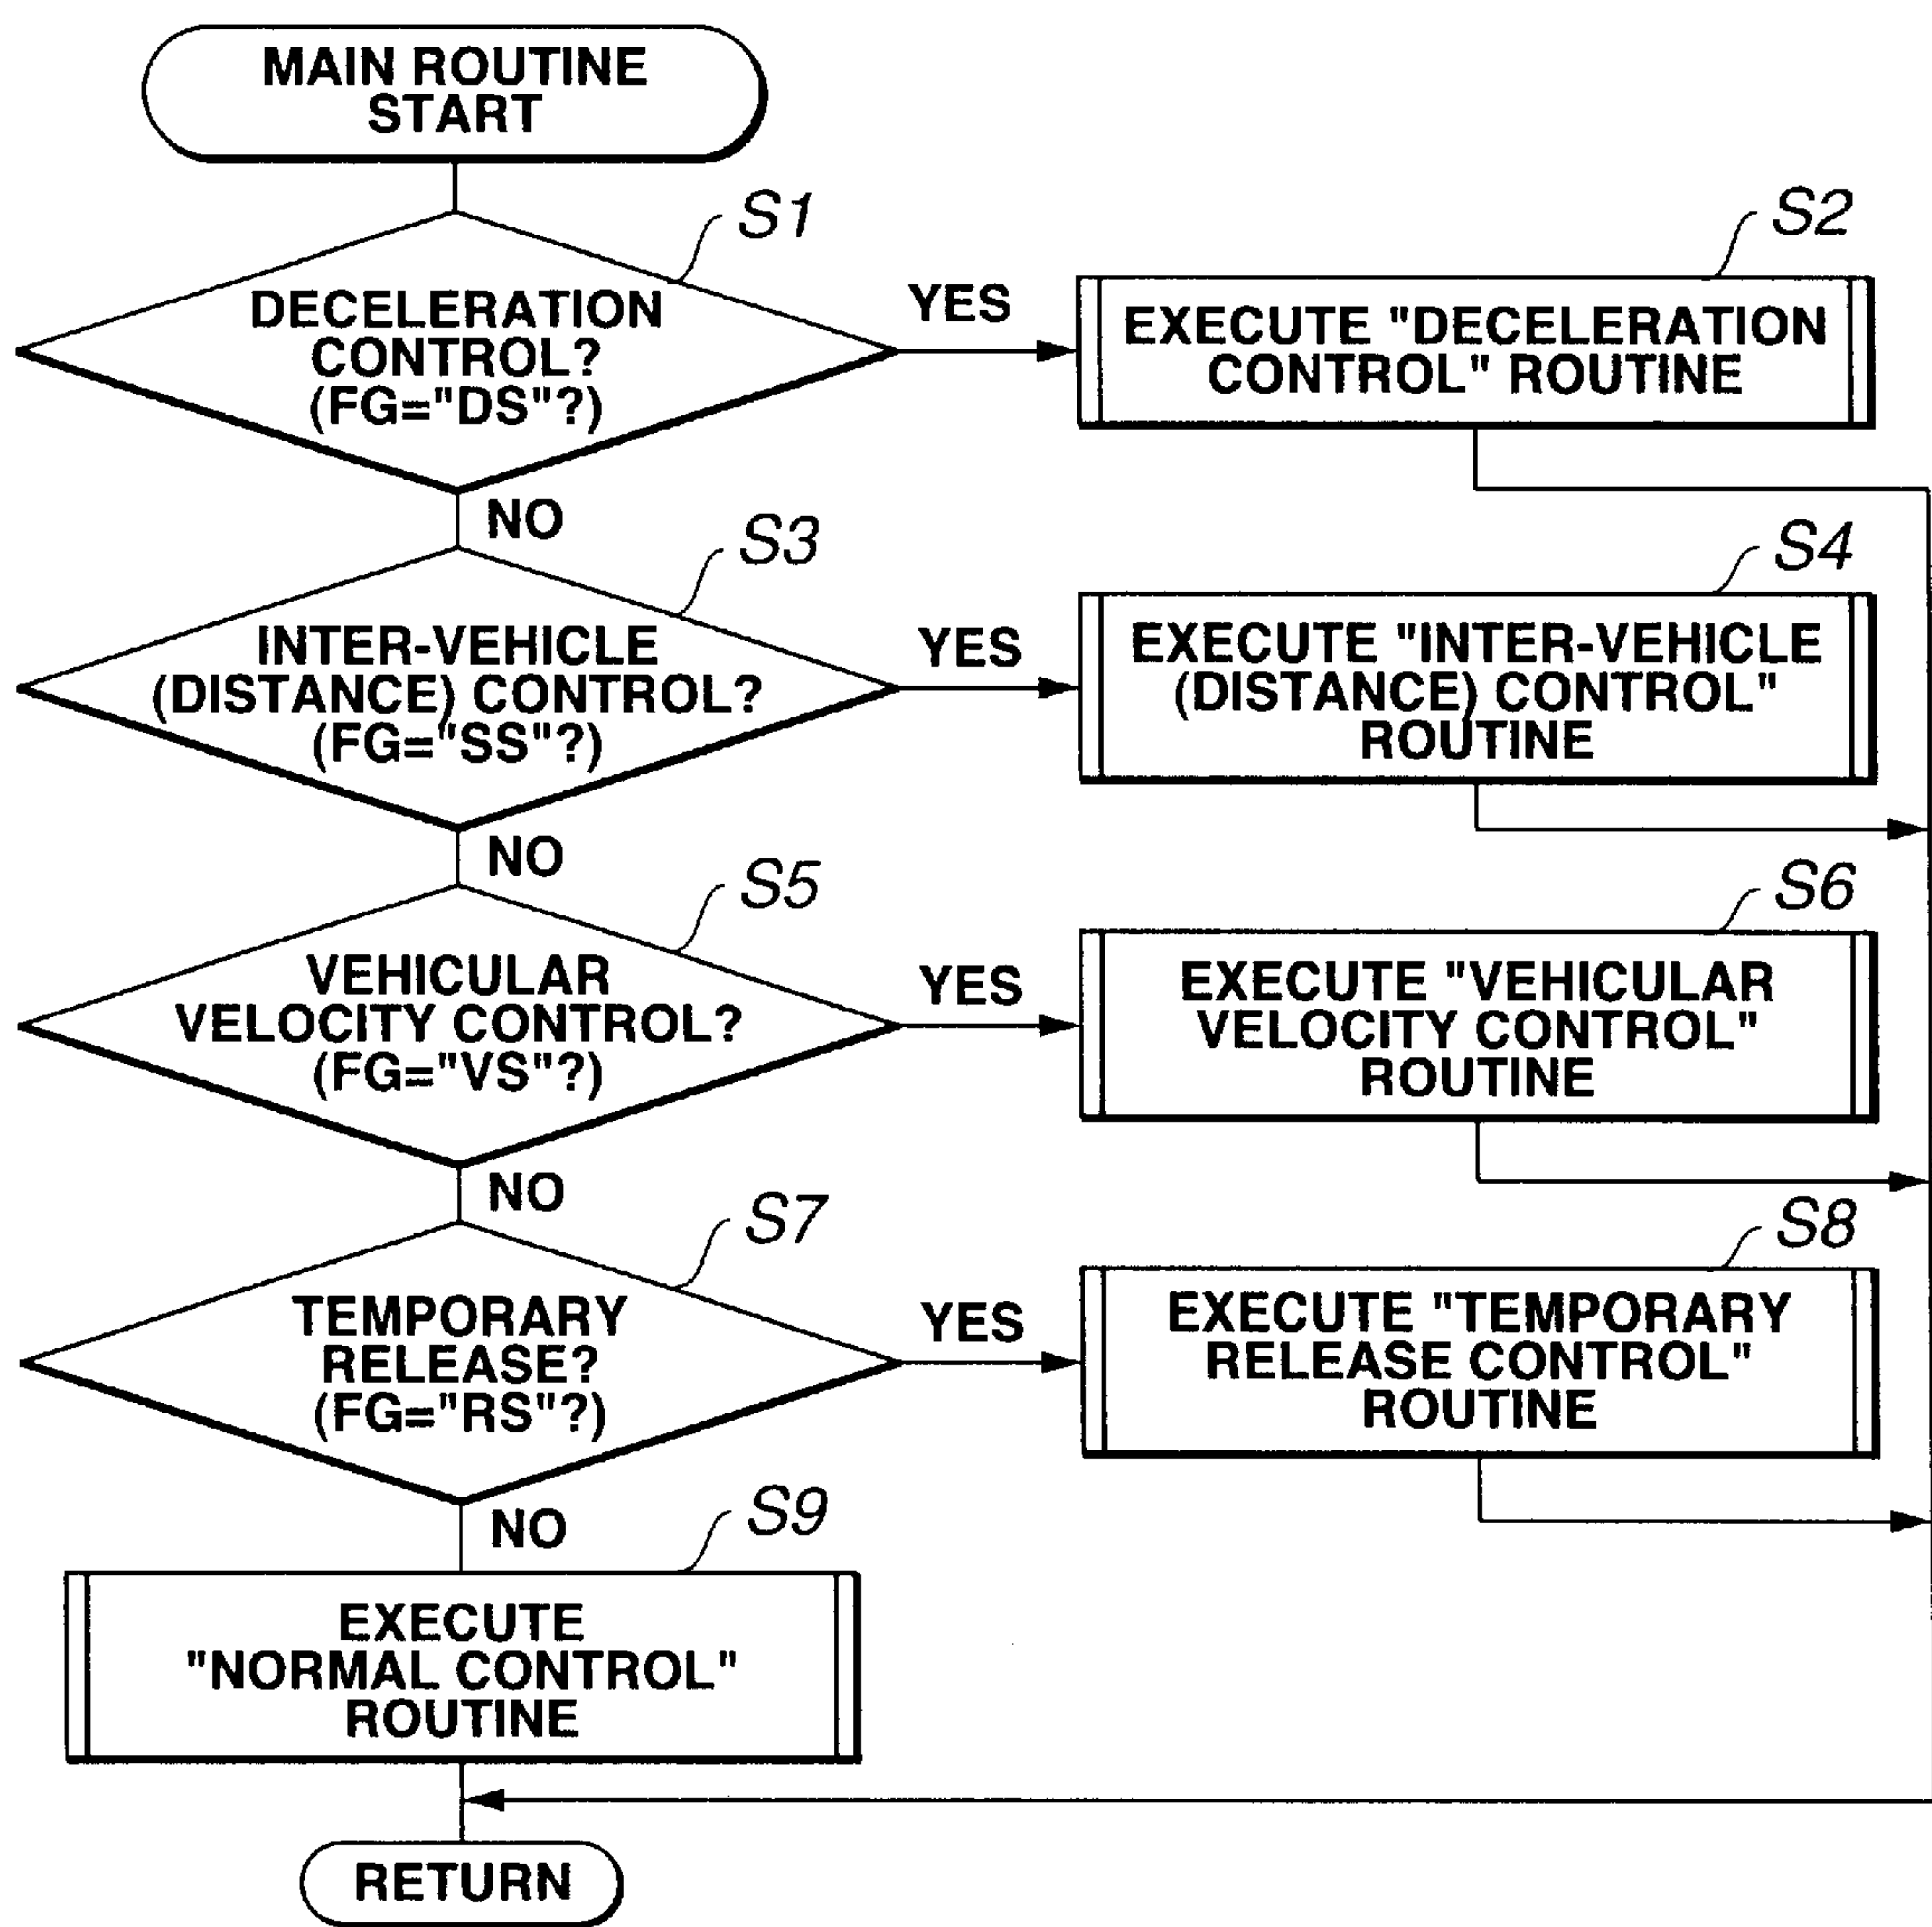 MAIN ROUTINE
START
S1
DECELERATION
CONTROL?
(FG="DS"?)
YES
S2
EXECUTE "DECELERATION
CONTROL" ROUTINE
NO
S3
INTER-VEHICLE
(DISTANCE) CONTROL?
(FG="SS"?)
YES
S4
EXECUTE "INTER-VEHICLE
(DISTANCE) CONTROL"
ROUTINE
NO
S5
VEHICULAR
VELOCITY CONTROL?
(FG="VS"?)
YES
S6
EXECUTE "VEHICULAR
VELOCITY CONTROL"
ROUTINE
NO
S7
TEMPORARY
RELEASE?
(FG="RS"?)
YES
S8
EXECUTE "TEMPORARY
RELEASE CONTROL"
ROUTINE
NO
S9
EXECUTE
"NORMAL CONTROL"
ROUTINE
RETURN